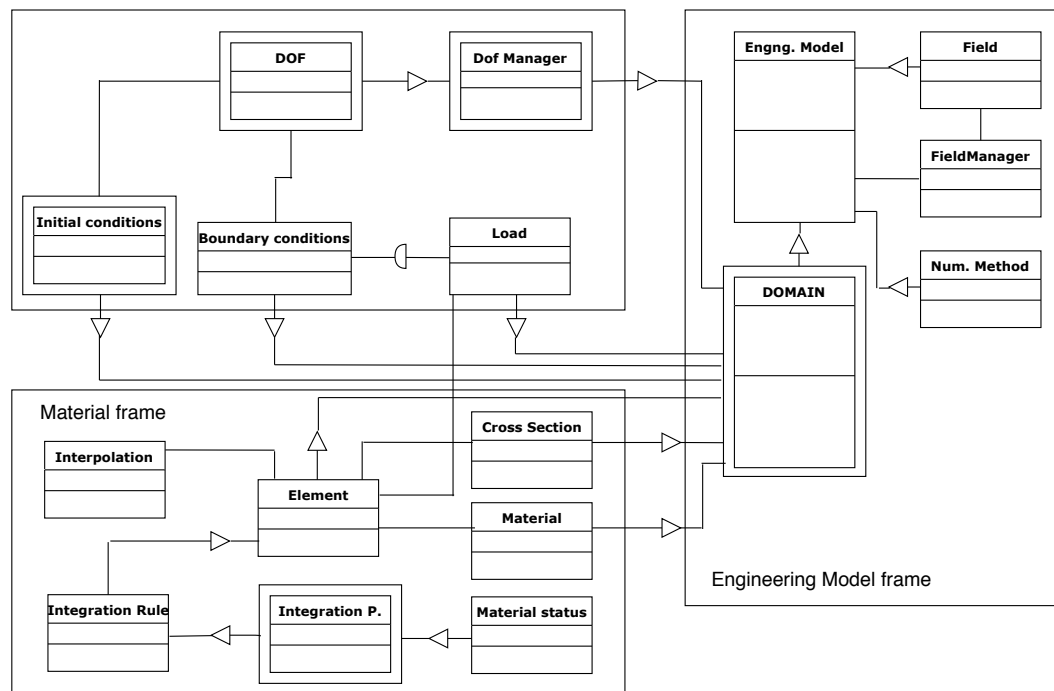 DOF
Dof Manager
Initial conditions
Boundary conditions
Load
Engng. Model
Field
FieldManager
Num. Method
DOMAIN
Engineering Model frame
Material frame
Interpolation
Element
Cross Section
Material
Integration Rule
Integration P.
Material status